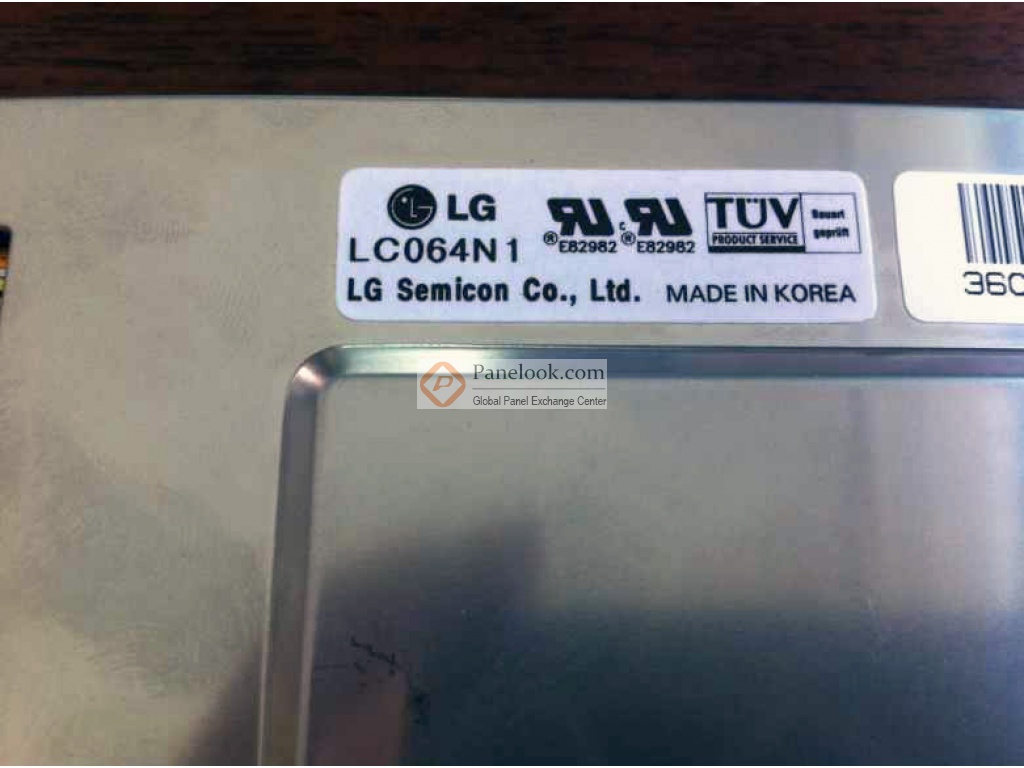 LG
LC064N1
LG Semicon Co., Ltd. MADE IN KOREA
E82982
c
E82982
TÜV
PRODUCT SERVICE
Bauart
geprüft
360
Panelook.com
Global Panel Exchange Center